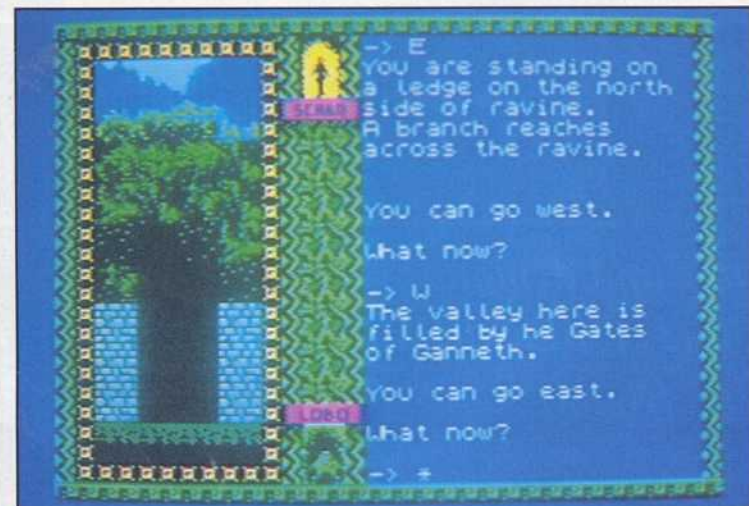 -> E
You are standing on
a ledge on the north
side of ravine.
A branch reaches
across the ravine.
You can go west.
What now?
-> W
The valley here is
filled by he Gates
of Ganneth.
You can go east.
What now?
-> *
LOBO